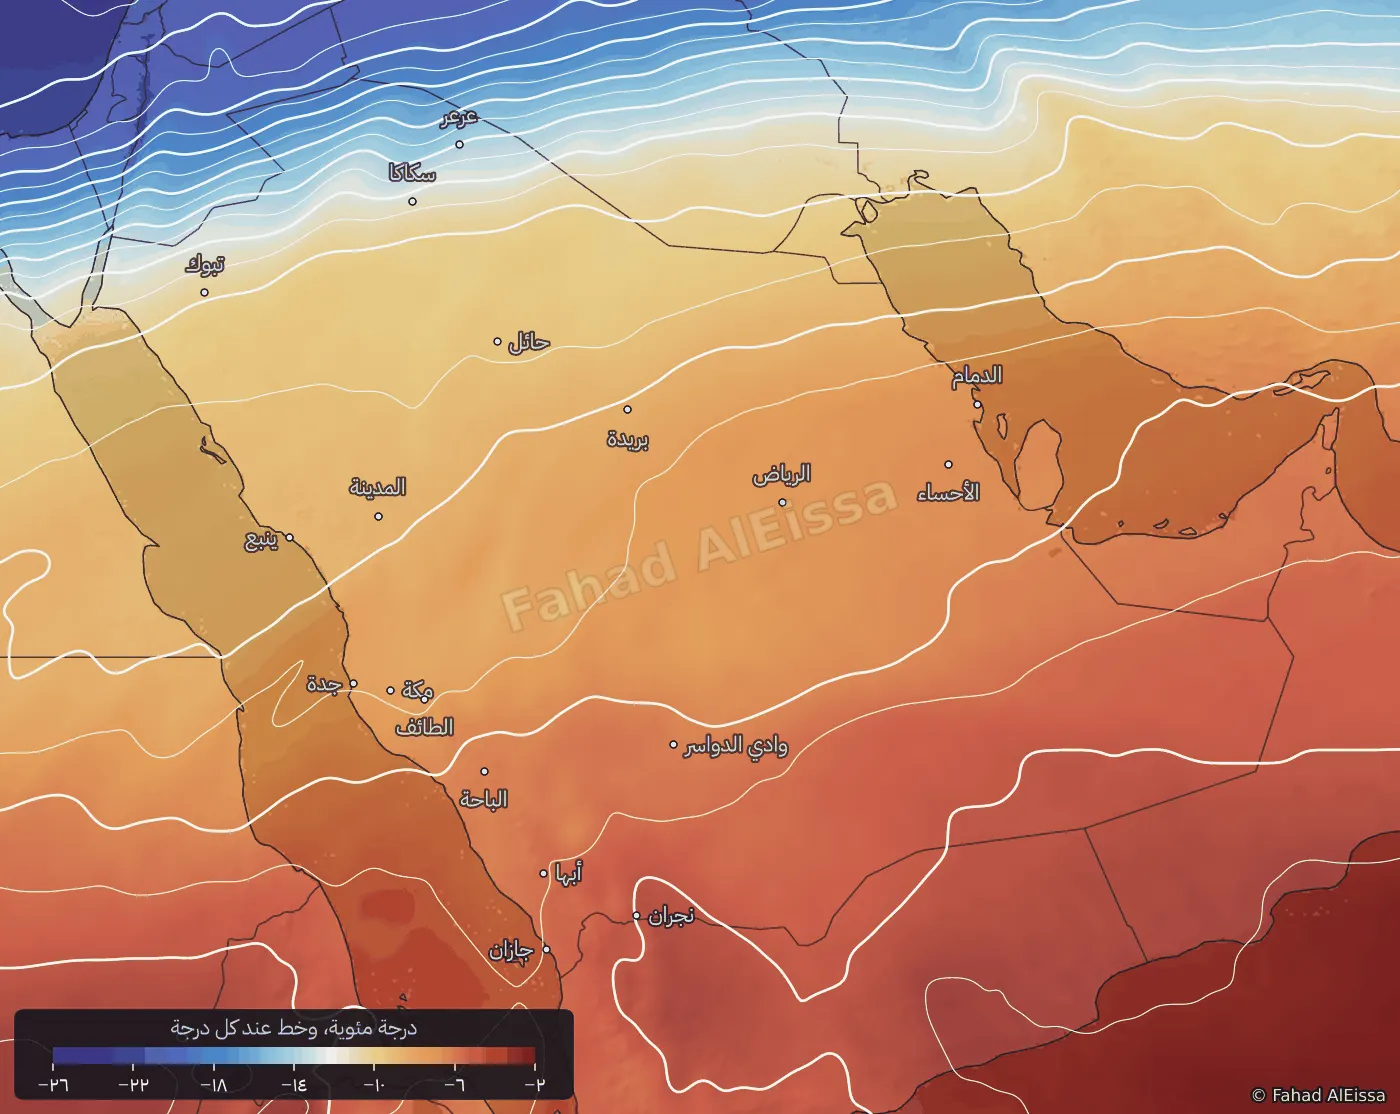 عرعر
سكاكا
تبوك
حائل
الدمام
بريدة
الرياض
المدينة
الأحساء
ينبع
Fahad AlEissa
جدة
مكة
الطائف
وادي الدواسر
الباحة
أبها
نجران
جازان
درجة مئوية، وخط عند كل درجة
−٢٦ −٢٢ −١٨ −١٤ −١٠ −٦ −٢
© Fahad AlEissa